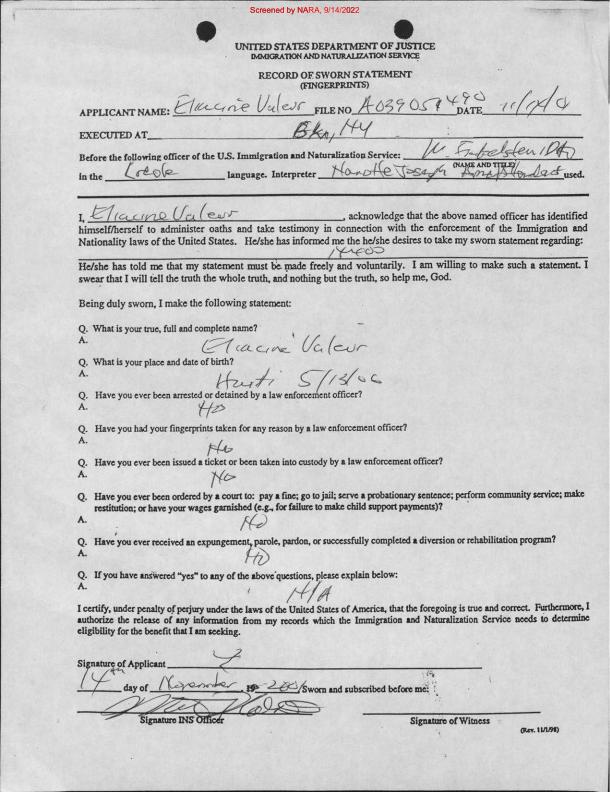 Screened by NARA, 9/14/2022
UNITED STATES DEPARTMENT OF JUSTICE
IMMIGRATION AND NATURALIZATION SERVICE
RECORD OF SWORN STATEMENT
(FINGERPRINTS)
APPLICANT NAME: Eliacine Valeur FILE NO A039051490 DATE
EXECUTED AT Bkn, NY
Before the following officer of the U.S. Immigration and Naturalization Service:
(NAME AND TITLE)
in the Creole language. Interpreter Joseph used.
I, Eliacine Valeur, acknowledge that the above named officer has identified
himself/herself to administer oaths and take testimony in connection with the enforcement of the Immigration and
Nationality laws of the United States. He/she has informed me the he/she desires to take my sworn statement regarding:
N400
He/she has told me that my statement must be made freely and voluntarily. I am willing to make such a statement. I
swear that I will tell the truth the whole truth, and nothing but the truth, so help me, God.
Being duly sworn, I make the following statement:
Q. What is your true, full and complete name?
A. Eliacine Valeur
Q. What is your place and date of birth?
A. Haiti 5/13/06
Q. Have you ever been arrested or detained by a law enforcement officer?
A. No
Q. Have you had your fingerprints taken for any reason by a law enforcement officer?
A. No
Q. Have you ever been issued a ticket or been taken into custody by a law enforcement officer?
A. No
Q. Have you ever been ordered by a court to: pay a fine; go to jail; serve a probationary sentence; perform community service; make
restitution; or have your wages garnished (e.g., for failure to make child support payments)?
A. No
Q. Have you ever received an expungement, parole, pardon, or successfully completed a diversion or rehabilitation program?
A. No
Q. If you have answered "yes" to any of the above questions, please explain below:
A. N/A
I certify, under penalty of perjury under the laws of the United States of America, that the foregoing is true and correct. Furthermore, I
authorize the release of any information from my records which the Immigration and Naturalization Service needs to determine
eligibility for the benefit that I am seeking.
Signature of Applicant
14th day of November 19 2001 Sworn and subscribed before me:
Signature INS Officer Signature of Witness
(Rev. 11/1/98)